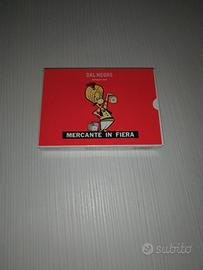 DAL NEGRO
MERCANTE IN FIERA
subito